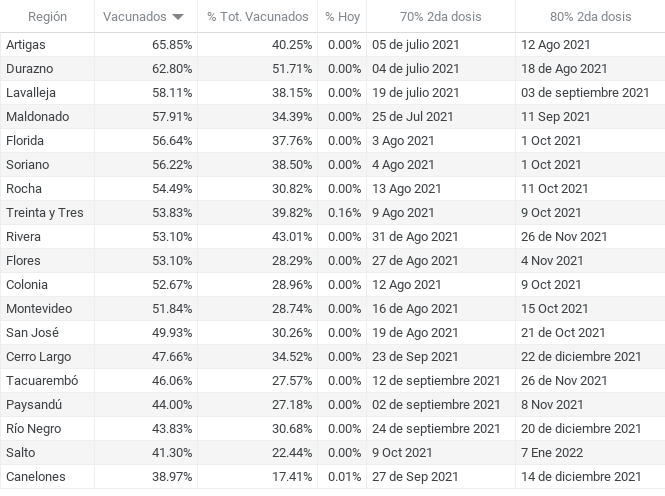 Región Vacunados % Tot. Vacunados % Hoy 70% 2da dosis 80% 2da dosis
Artigas 65.85% 40.25% 0.00% 05 de julio 2021 12 Ago 2021
Durazno 62.80% 51.71% 0.00% 04 de julio 2021 18 de Ago 2021
Lavalleja 58.11% 38.15% 0.00% 19 de julio 2021 03 de septiembre 2021
Maldonado 57.91% 34.39% 0.00% 25 de Jul 2021 11 Sep 2021
Florida 56.64% 37.76% 0.00% 3 Ago 2021 1 Oct 2021
Soriano 56.22% 38.50% 0.00% 4 Ago 2021 1 Oct 2021
Rocha 54.49% 30.82% 0.00% 13 Ago 2021 11 Oct 2021
Treinta y Tres 53.83% 39.82% 0.16% 9 Ago 2021 9 Oct 2021
Rivera 53.10% 43.01% 0.00% 31 de Ago 2021 26 de Nov 2021
Flores 53.10% 28.29% 0.00% 27 de Ago 2021 4 Nov 2021
Colonia 52.67% 28.96% 0.00% 12 Ago 2021 9 Oct 2021
Montevideo 51.84% 28.74% 0.00% 16 de Ago 2021 15 Oct 2021
San José 49.93% 30.26% 0.00% 19 de Ago 2021 21 de Oct 2021
Cerro Largo 47.66% 34.52% 0.00% 23 de Sep 2021 22 de diciembre 2021
Tacuarembó 46.06% 27.57% 0.00% 12 de septiembre 2021 26 de Nov 2021
Paysandú 44.00% 27.18% 0.00% 02 de septiembre 2021 8 Nov 2021
Río Negro 43.83% 30.68% 0.00% 24 de septiembre 2021 20 de diciembre 2021
Salto 41.30% 22.44% 0.00% 9 Oct 2021 7 Ene 2022
Canelones 38.97% 17.41% 0.01% 27 de Sep 2021 14 de diciembre 2021